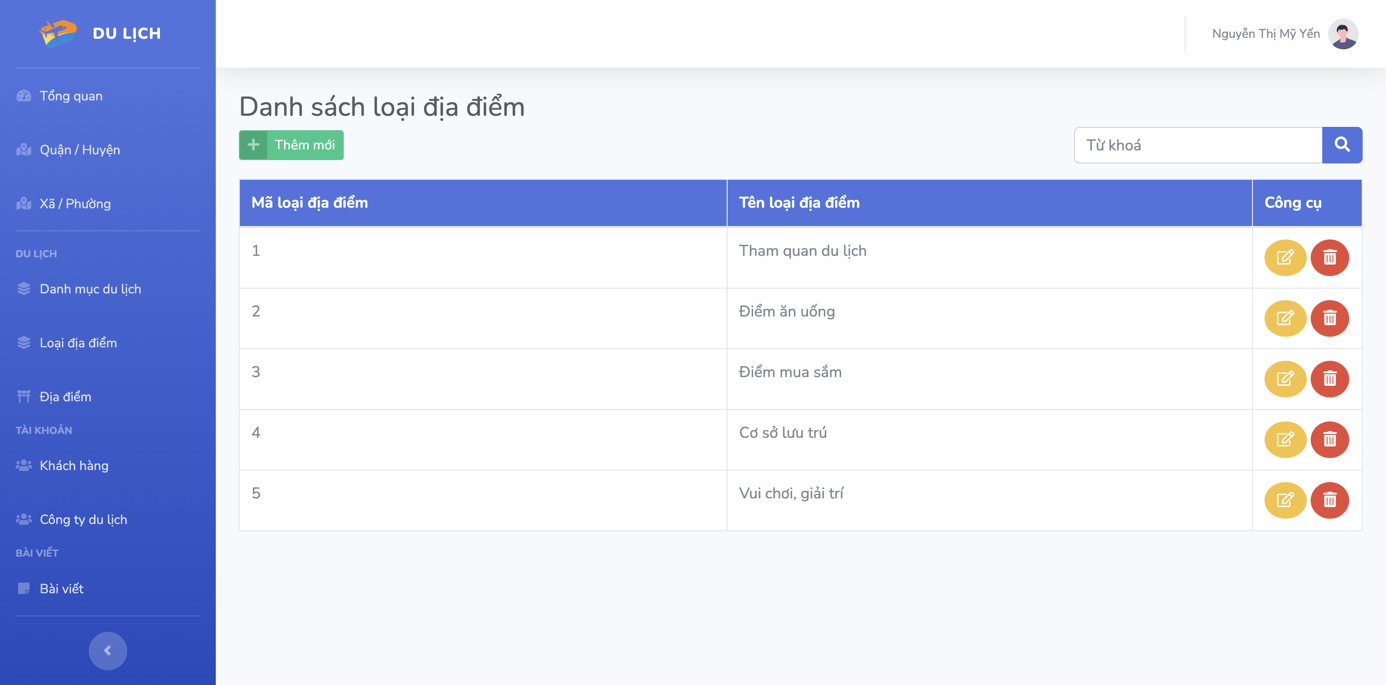 DU LỊCH
Nguyễn Thị Mỹ Yến
Tổng quan
Quận / Huyện
Xã / Phường
DU LỊCH
Danh mục du lịch
Loại địa điểm
Địa điểm
TÀI KHOẢN
Khách hàng
Công ty du lịch
BÀI VIẾT
Bài viết
Danh sách loại địa điểm
Thêm mới
Từ khoá
Mã loại địa điểm Tên loại địa điểm Công cụ
1 Tham quan du lịch
2 Điểm ăn uống
3 Điểm mua sắm
4 Cơ sở lưu trú
5 Vui chơi, giải trí